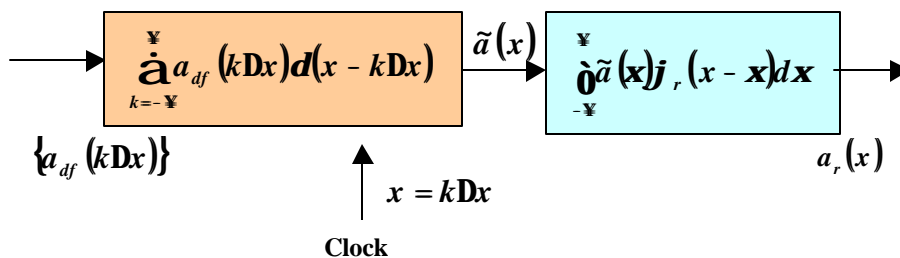 ¥
å a_df (kDx)d(x - kDx)
k=-¥
ã(x)
¥
ò ã(x)j_r (x - x)dx
-¥
{a_df (kDx)}
a_r (x)
x = kDx
Clock